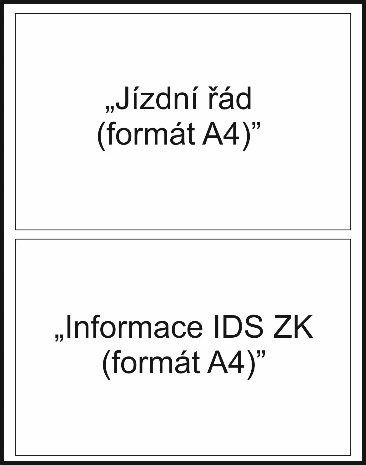 „Jízdní řád
(formát A4)”
„Informace IDS ZK
(formát A4)”